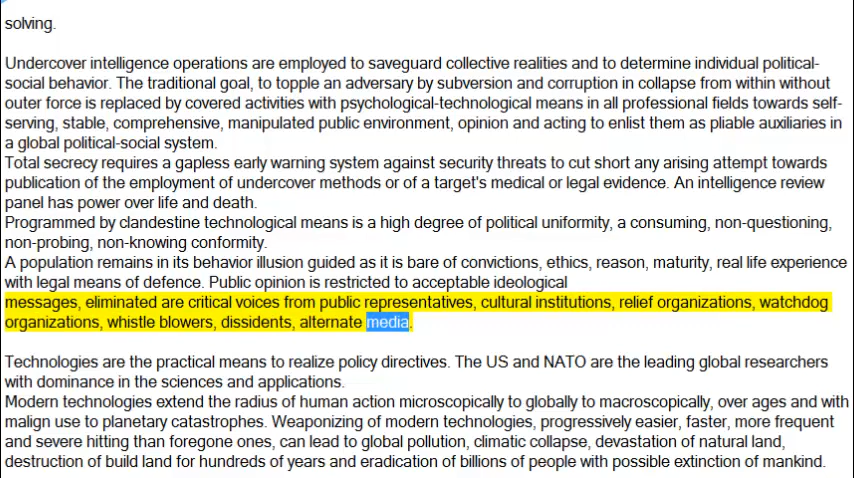 solving.
Undercover intelligence operations are employed to saveguard collective realities and to determine individual political-
social behavior. The traditional goal, to topple an adversary by subversion and corruption in collapse from within without
outer force is replaced by covered activities with psychological-technological means in all professional fields towards self-
serving, stable, comprehensive, manipulated public environment, opinion and acting to enlist them as pliable auxiliaries in
a global political-social system.
Total secrecy requires a gapless early warning system against security threats to cut short any arising attempt towards
publication of the employment of undercover methods or of a target's medical or legal evidence. An intelligence review
panel has power over life and death.
Programmed by clandestine technological means is a high degree of political uniformity, a consuming, non-questioning,
non-probing, non-knowing conformity.
A population remains in its behavior illusion guided as it is bare of convictions, ethics, reason, maturity, real life experience
with legal means of defence. Public opinion is restricted to acceptable ideological
messages, eliminated are critical voices from public representatives, cultural institutions, relief organizations, watchdog
organizations, whistle blowers, dissidents, alternate media.
Technologies are the practical means to realize policy directives. The US and NATO are the leading global researchers
with dominance in the sciences and applications.
Modern technologies extend the radius of human action microscopically to globally to macroscopically, over ages and with
malign use to planetary catastrophes. Weaponizing of modern technologies, progressively easier, faster, more frequent
and severe hitting than foregone ones, can lead to global pollution, climatic collapse, devastation of natural land,
destruction of build land for hundreds of years and eradication of billions of people with possible extinction of mankind.